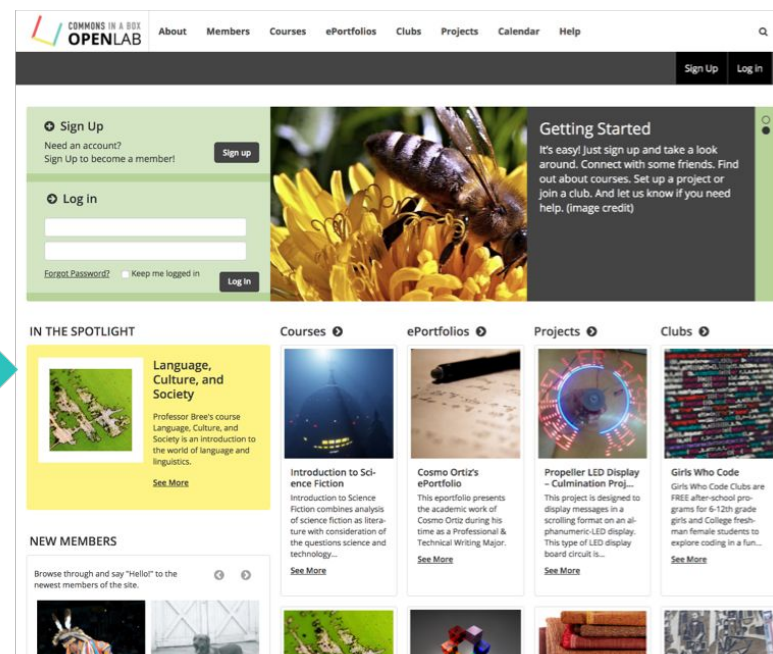 COMMONS IN A BOX
OPENLAB
About Members Courses ePortfolios Clubs Projects Calendar Help
Sign Up Log in
Sign Up
Need an account?
Sign Up to become a member!
Sign up
Log in
Forgot Password? Keep me logged in
Log In
Getting Started
It's easy! Just sign up and take a look
around. Connect with some friends. Find
out about courses. Set up a project or
join a club. And let us know if you need
help. (image credit)
IN THE SPOTLIGHT
Language,
Culture, and
Society
Professor Bree's course
Language, Culture, and
Society is an introduction to
the world of language and
linguistics.
See More
NEW MEMBERS
Browse through and say "Hello!" to the
newest members of the site.
Courses
Introduction to Sci-
ence Fiction
Introduction to Science
Fiction combines analysis
of science fiction as litera-
ture with consideration of
the questions science and
technology...
See More
ePortfolios
Cosmo Ortiz's
ePortfolio
This eportfolio presents
the academic work of
Cosmo Ortiz during his
time as a Professional &
Technical Writing Major.
See More
Projects
Propeller LED Display
– Culmination Proj...
This project is designed to
display messages in a
scrolling format on an al-
phanumeric-LED display.
This type of LED display
board circuit is...
See More
Clubs
Girls Who Code
Girls Who Code Clubs are
FREE after-school pro-
grams for 6-12th grade
girls and College fresh-
man female students to
explore coding in a fun...
See More